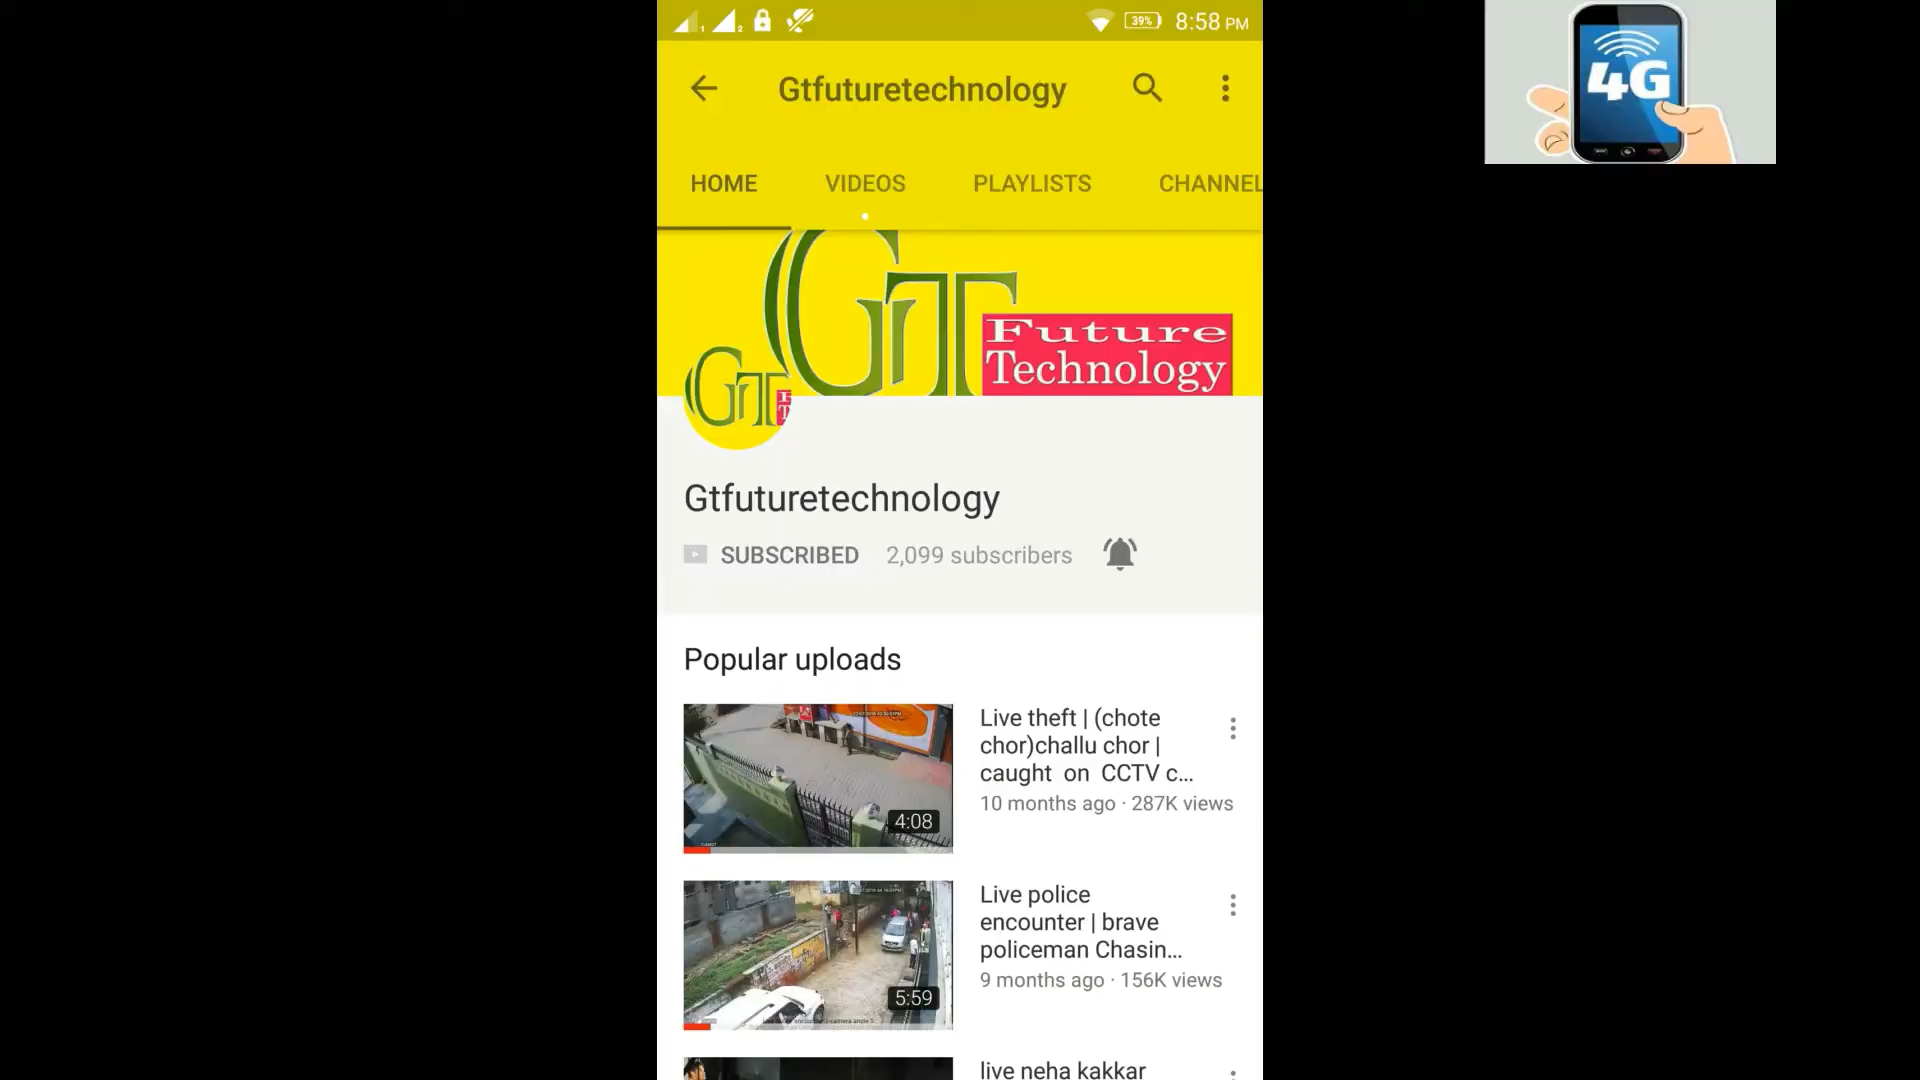 39% 8:58 PM
4G
Gtfuturetechnology
HOME VIDEOS PLAYLISTS CHANNEL
GnT
Future
Technology
GnT
Gtfuturetechnology
SUBSCRIBED 2,099 subscribers
Popular uploads
Live theft | (chote
chor)challu chor |
caught on CCTV c...
10 months ago · 287K views
4:08
Live police
encounter | brave
policeman Chasin...
9 months ago · 156K views
5:59
live neha kakkar